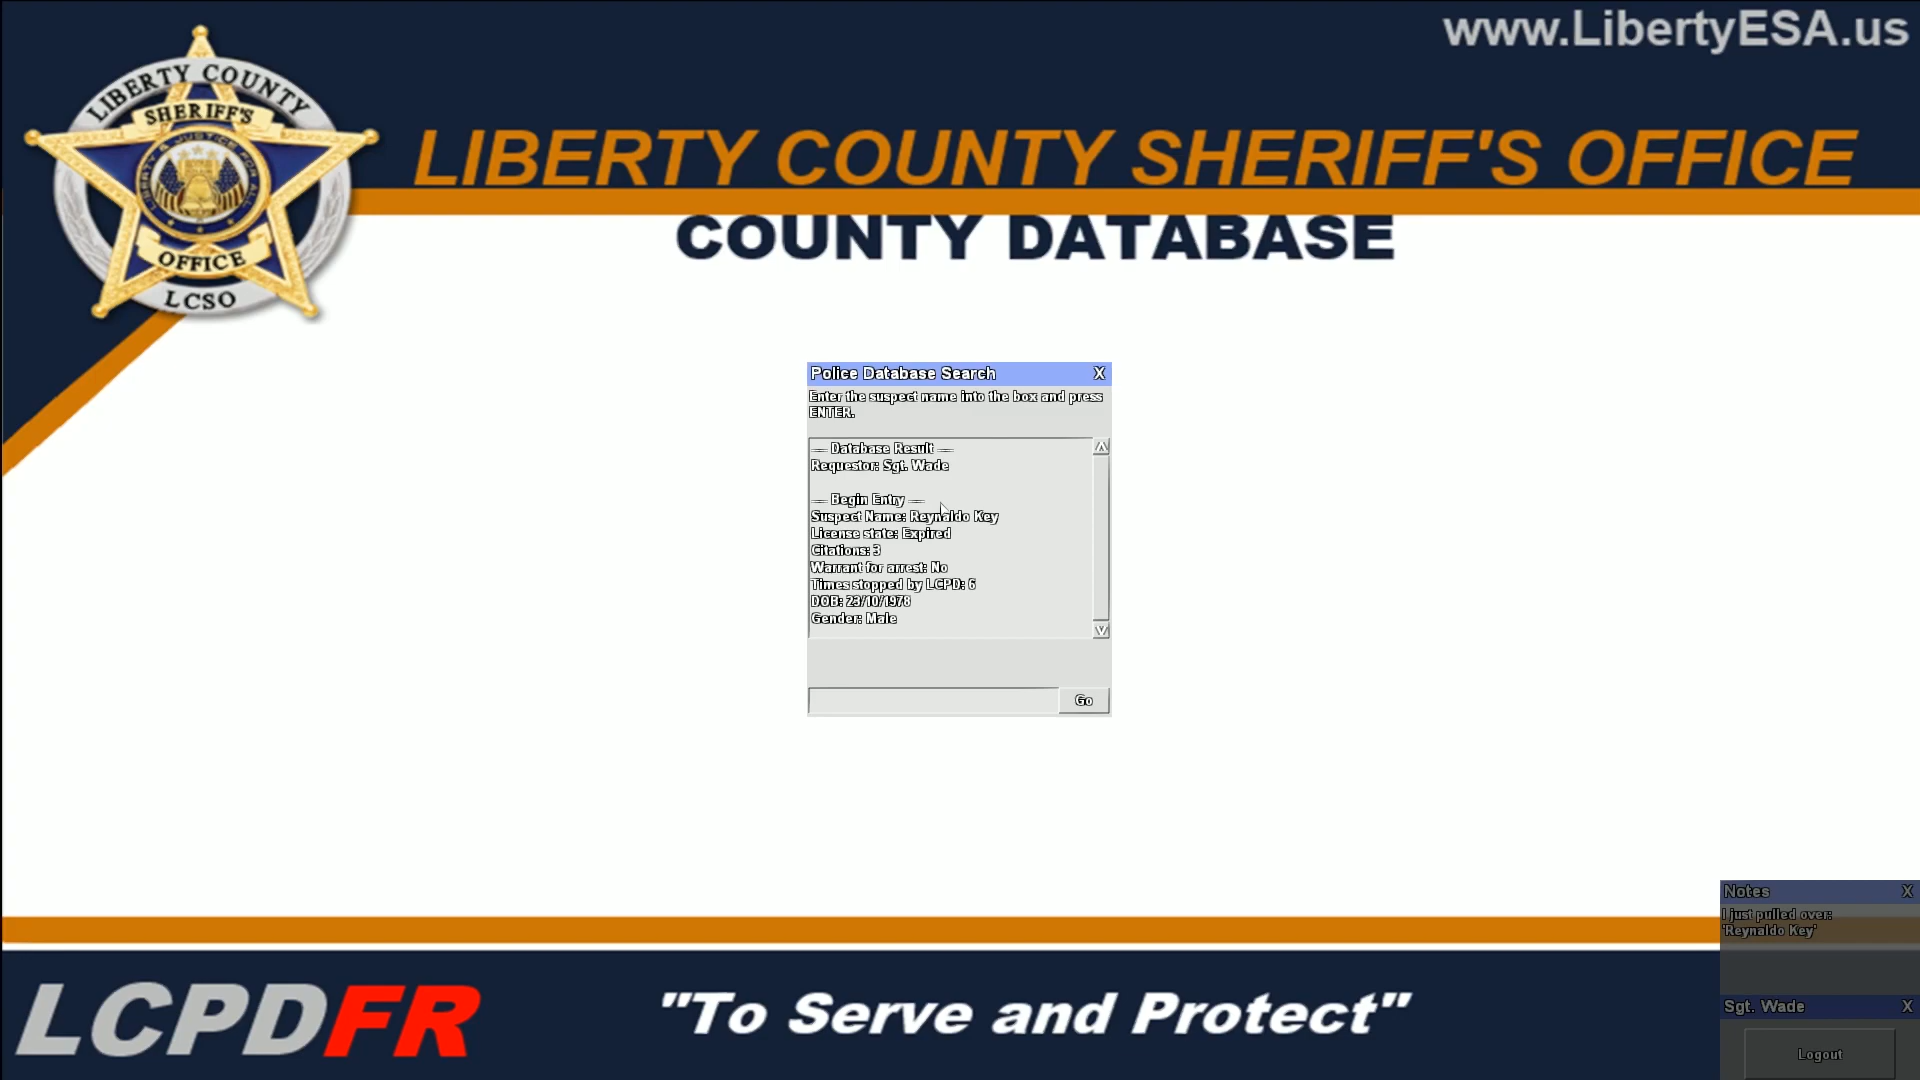 www.LibertyESA.us
LIBERTY COUNTY
SHERIFF'S
OFFICE
LCSO
LIBERTY COUNTY SHERIFF'S OFFICE
COUNTY DATABASE
Police Database Search X
Enter the suspect name into the box and press
ENTER.
--- Database Result ---
Requestor: Sgt. Wade
--- Begin Entry ---
Suspect Name: Reynaldo Key
License state: Expired
Citations: 3
Warrant for arrest: No
Times stopped by LCPD: 6
DOB: 23/10/1978
Gender: Male
Go
Notes X
I just pulled over:
'Reynaldo Key'
Sgt. Wade X
Logout
LCPDFR
"To Serve and Protect"